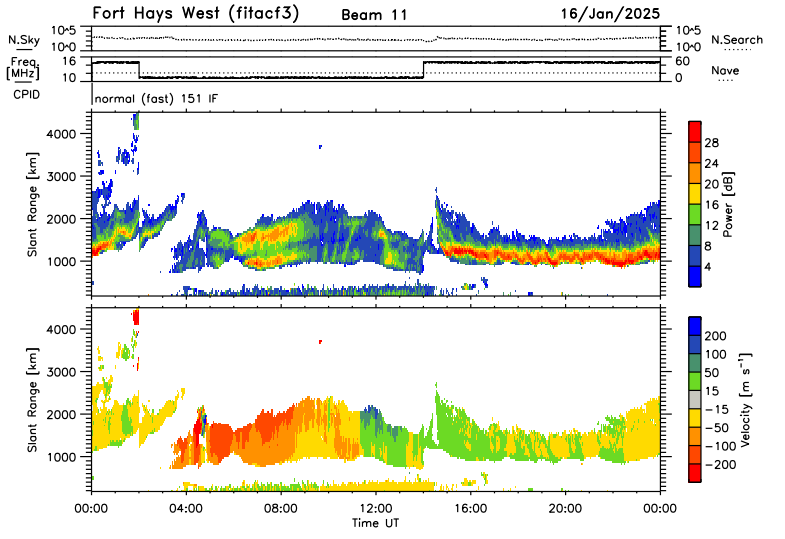 Fort Hays West (fitacf3) Beam 11 16/Jan/2025
N.Sky 10^5 10^0 10^5 10^0 N.Search
Freq. [MHz] 16 10 60 0 Nave
CPID normal (fast) 151 IF
Slant Range [km] 4000 3000 2000 1000
28 24 20 16 12 8 4 Power [dB]
Slant Range [km] 4000 3000 2000 1000
200 100 50 15 −15 −50 −100 −200 Velocity [m s⁻¹]
00:00 04:00 08:00 12:00 16:00 20:00 00:00
Time UT